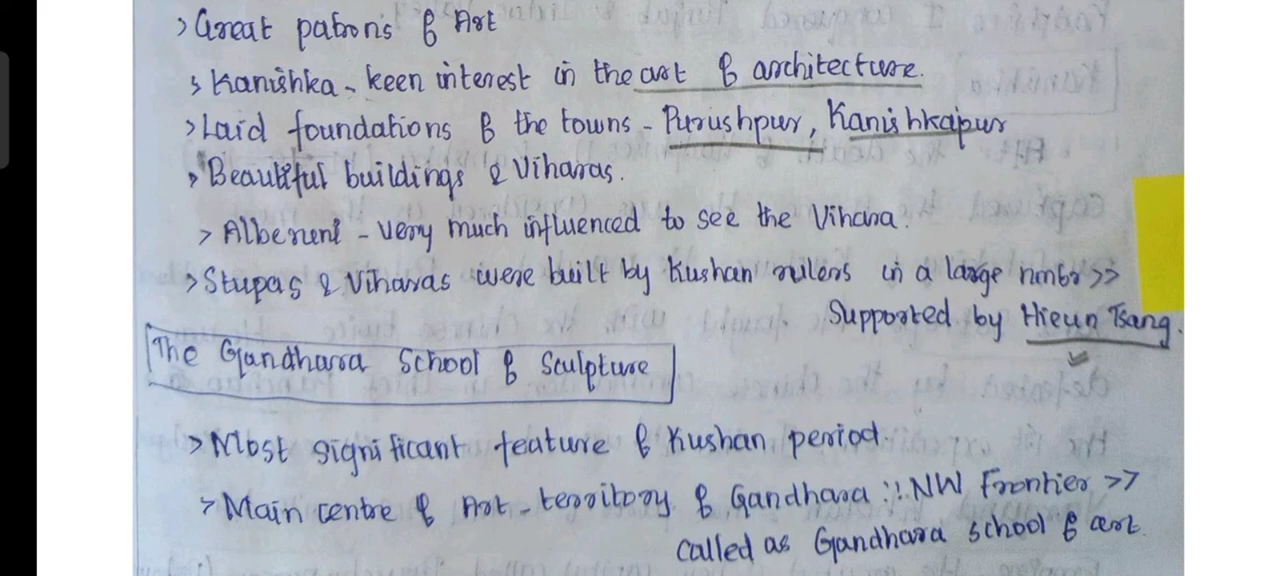 > Great patrons of Art
> Kanishka - keen interest in the art of architecture.
> Laid foundations of the towns - Purushpur, Kanishkapur
> Beautiful buildings & Viharas.
> Alberuni - very much influenced to see the Vihara.
> Stupas & Viharas were built by Kushan rulers in a large numbr >>
Supported by Hieun Tsang.
The Gandhara School of Sculpture
> Most significant feature of Kushan period.
> Main centre of Art - territory of Gandhara :: NW Frontier >>
called as Gandhara school of art.